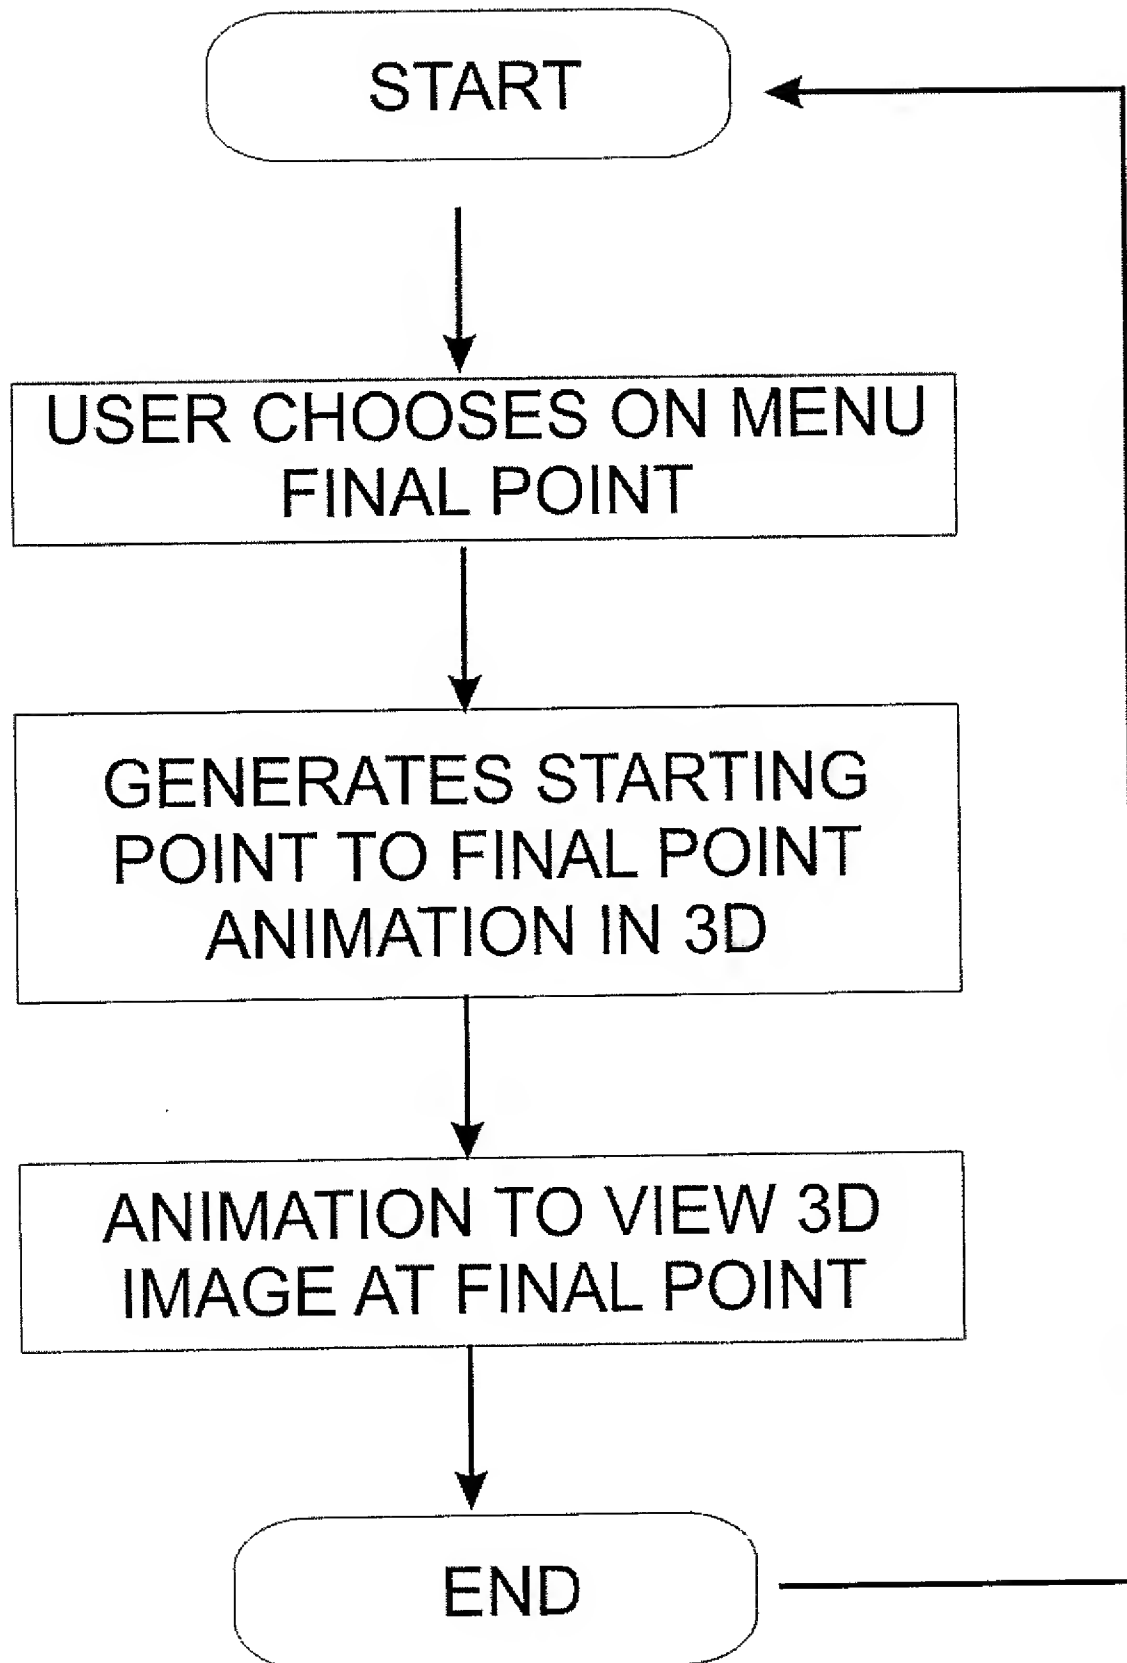 START
USER CHOOSES ON MENU
FINAL POINT
GENERATES STARTING
POINT TO FINAL POINT
ANIMATION IN 3D
ANIMATION TO VIEW 3D
IMAGE AT FINAL POINT
END